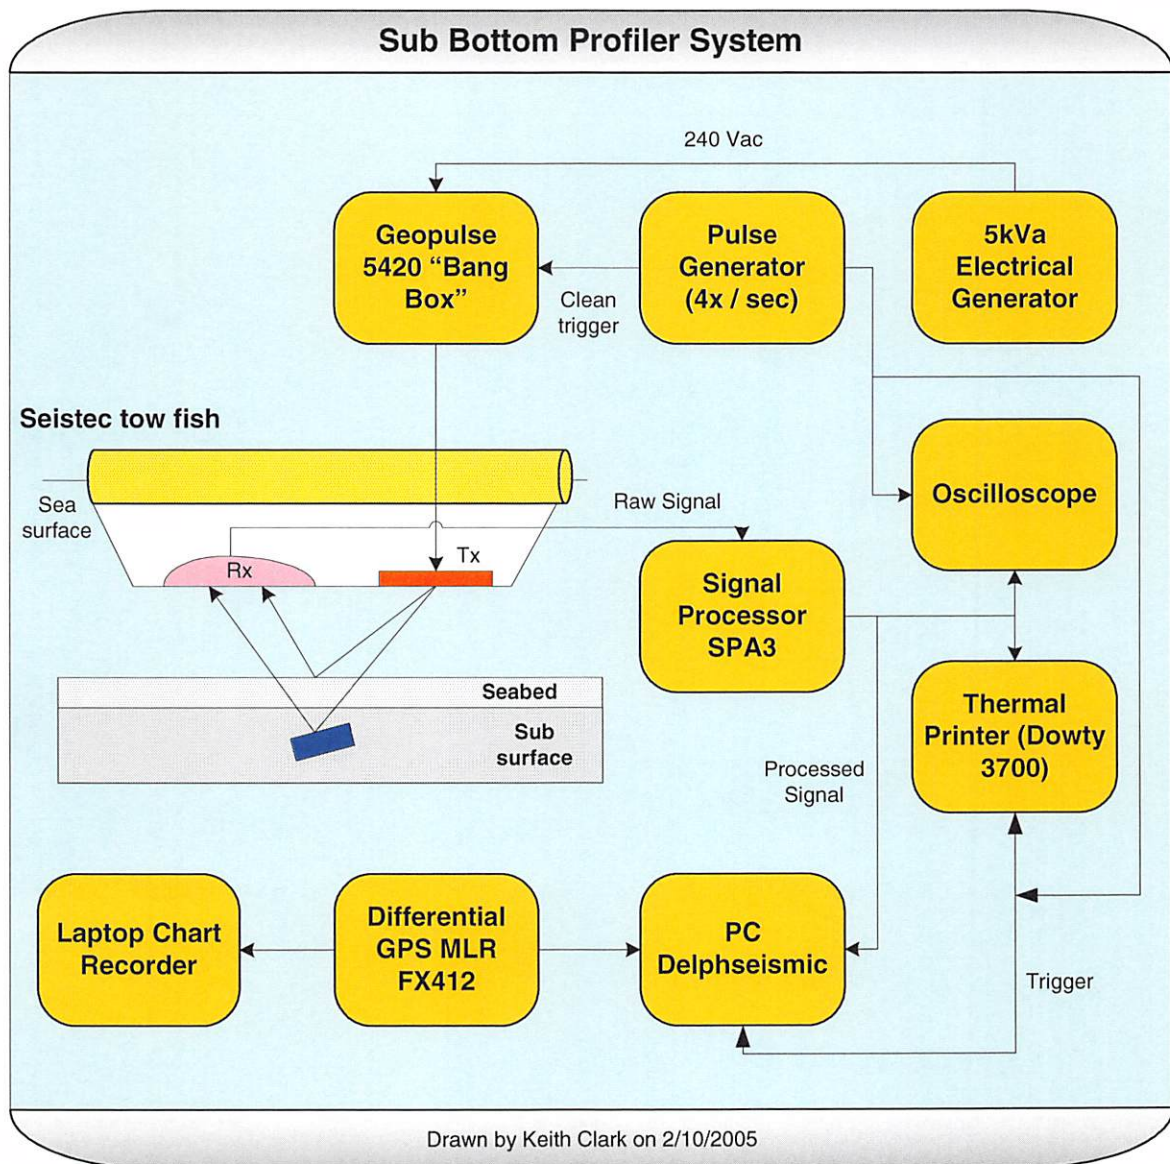 Sub Bottom Profiler System
240 Vac
Geopulse
5420 “Bang
Box”
Clean
trigger
Pulse
Generator
(4x / sec)
5kVa
Electrical
Generator
Seistec tow fish
Sea
surface
Rx
Tx
Raw Signal
Oscilloscope
Signal
Processor
SPA3
Seabed
Sub
surface
Thermal
Printer (Dowty
3700)
Processed
Signal
Laptop Chart
Recorder
Differential
GPS MLR
FX412
PC
Delphseismic
Trigger
Drawn by Keith Clark on 2/10/2005